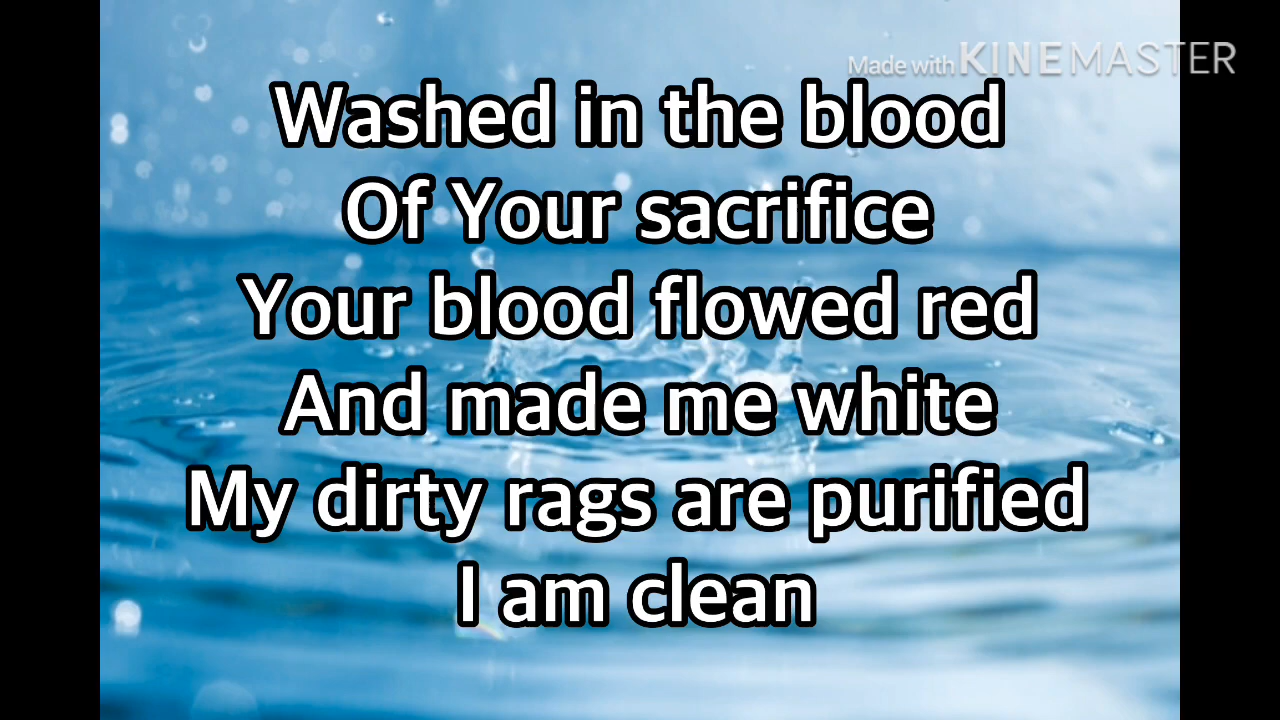 Made with KINEMASTER
Washed in the blood
Of Your sacrifice
Your blood flowed red
And made me white
My dirty rags are purified
I am clean